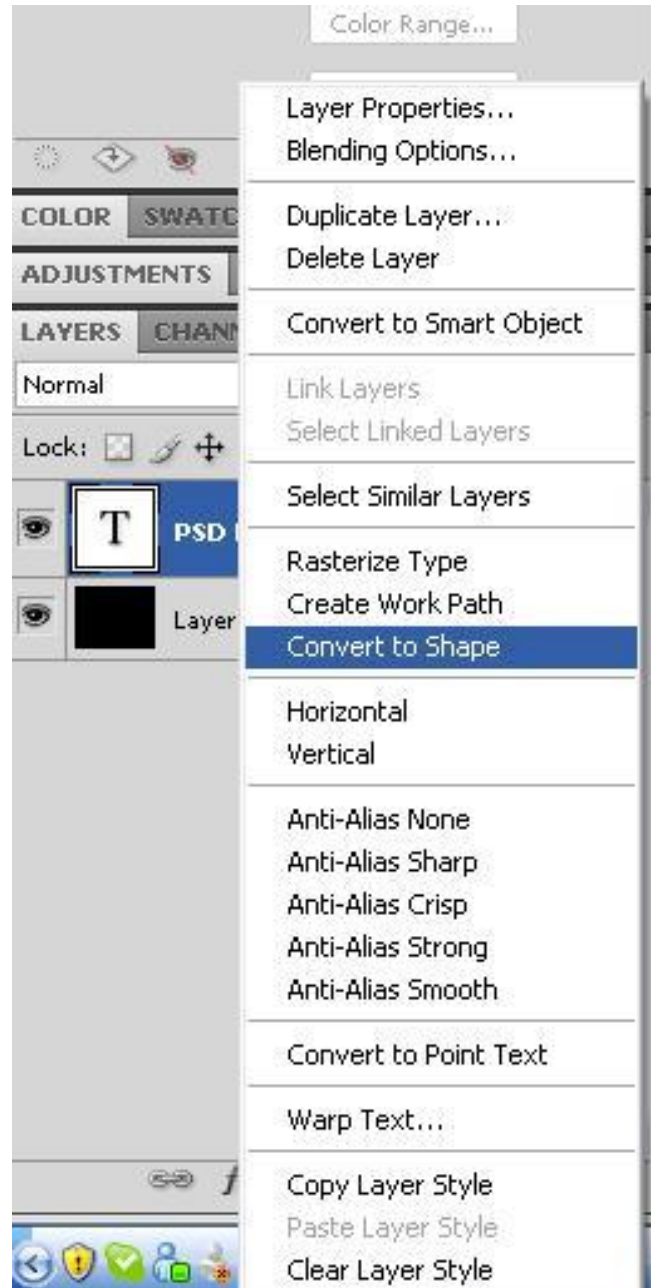 Color Range...
Layer Properties...
Blending Options...
COLOR SWATC
Duplicate Layer...
Delete Layer
ADJUSTMENTS
LAYERS CHANN
Convert to Smart Object
Normal
Link Layers
Lock:
Select Linked Layers
Select Similar Layers
T PSD
Rasterize Type
Create Work Path
Layer
Convert to Shape
Horizontal
Vertical
Anti-Alias None
Anti-Alias Sharp
Anti-Alias Crisp
Anti-Alias Strong
Anti-Alias Smooth
Convert to Point Text
Warp Text...
Copy Layer Style
Paste Layer Style
Clear Layer Style